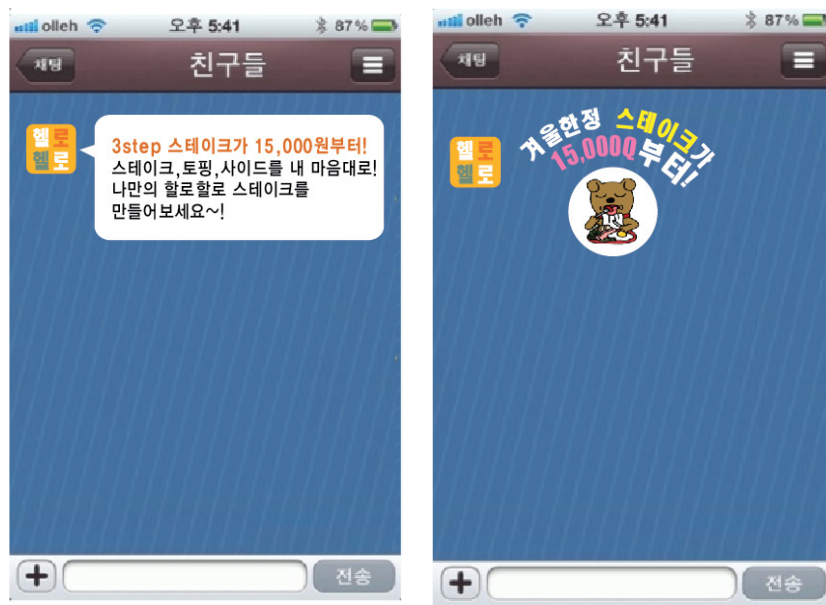 olleh 오후 5:41 87%
채팅 친구들
헬로
헬로
3step 스테이크가 15,000원부터!
스테이크,토핑,사이드를 내 마음대로!
나만의 할로할로 스테이크를
만들어보세요~!
전송
olleh 오후 5:41 87%
채팅 친구들
헬로
헬로
겨울한정 스테이크가
15,000Q 부터!
전송